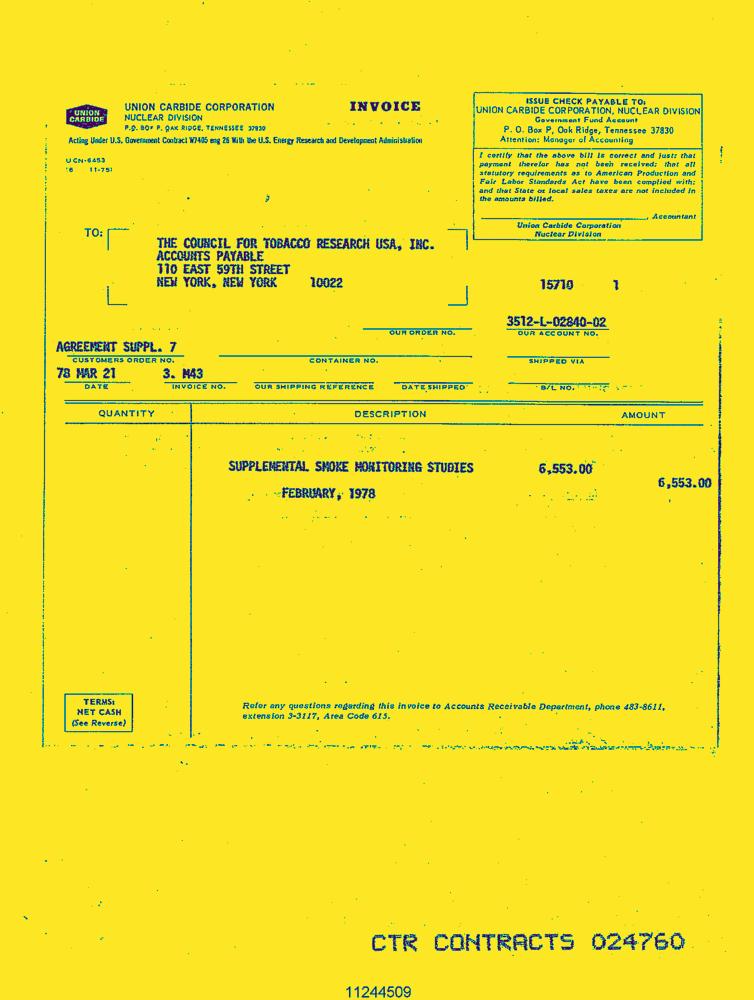 UNION CARBIDE
UNION CARBIDE CORPORATION
NUCLEAR DIVISION
P.O. BOX P, OAK RIDGE, TENNESSEE 37830
INVOICE
Acting Under U.S. Government Contract W7405 eng 26 With the U.S. Energy Research and Development Administration
UCN-6453
11-75)
ISSUE CHECK PAYABLE TO:
UNION CARBIDE CORPORATION, NUCLEAR DIVISION
Government Fund Account
P. O. Box P, Oak Ridge, Tennessee 37830
Attention: Manager of Accounting
I certify that the above bill is correct and just; that
payment therefor has not been received; that all
statutory requirements as to American Production and
Fair Labor Standards Act have been complied with;
and that State or local sales taxes are not included in
the amounts billed.
, Accountant
Union Carbide Corporation
Nuclear Division
TO:
THE COUNCIL FOR TOBACCO RESEARCH USA, INC.
ACCOUNTS PAYABLE
110 EAST 59TH STREET
NEW YORK, NEW YORK 10022
15710 1
3512-L-02840-02
OUR ORDER NO. OUR ACCOUNT NO.
AGREEMENT SUPPL. 7
CUSTOMERS ORDER NO. CONTAINER NO. SHIPPED VIA
78 MAR 21 3. M43
DATE INVOICE NO. OUR SHIPPING REFERENCE DATE SHIPPED B/L NO.
QUANTITY DESCRIPTION AMOUNT
SUPPLEMENTAL SMOKE MONITORING STUDIES 6,553.00
6,553.00
FEBRUARY, 1978
TERMS:
NET CASH
(See Reverse)
Refer any questions regarding this invoice to Accounts Receivable Department, phone 483-8611,
extension 3-3117, Area Code 615.
CTR CONTRACTS 024760
11244509